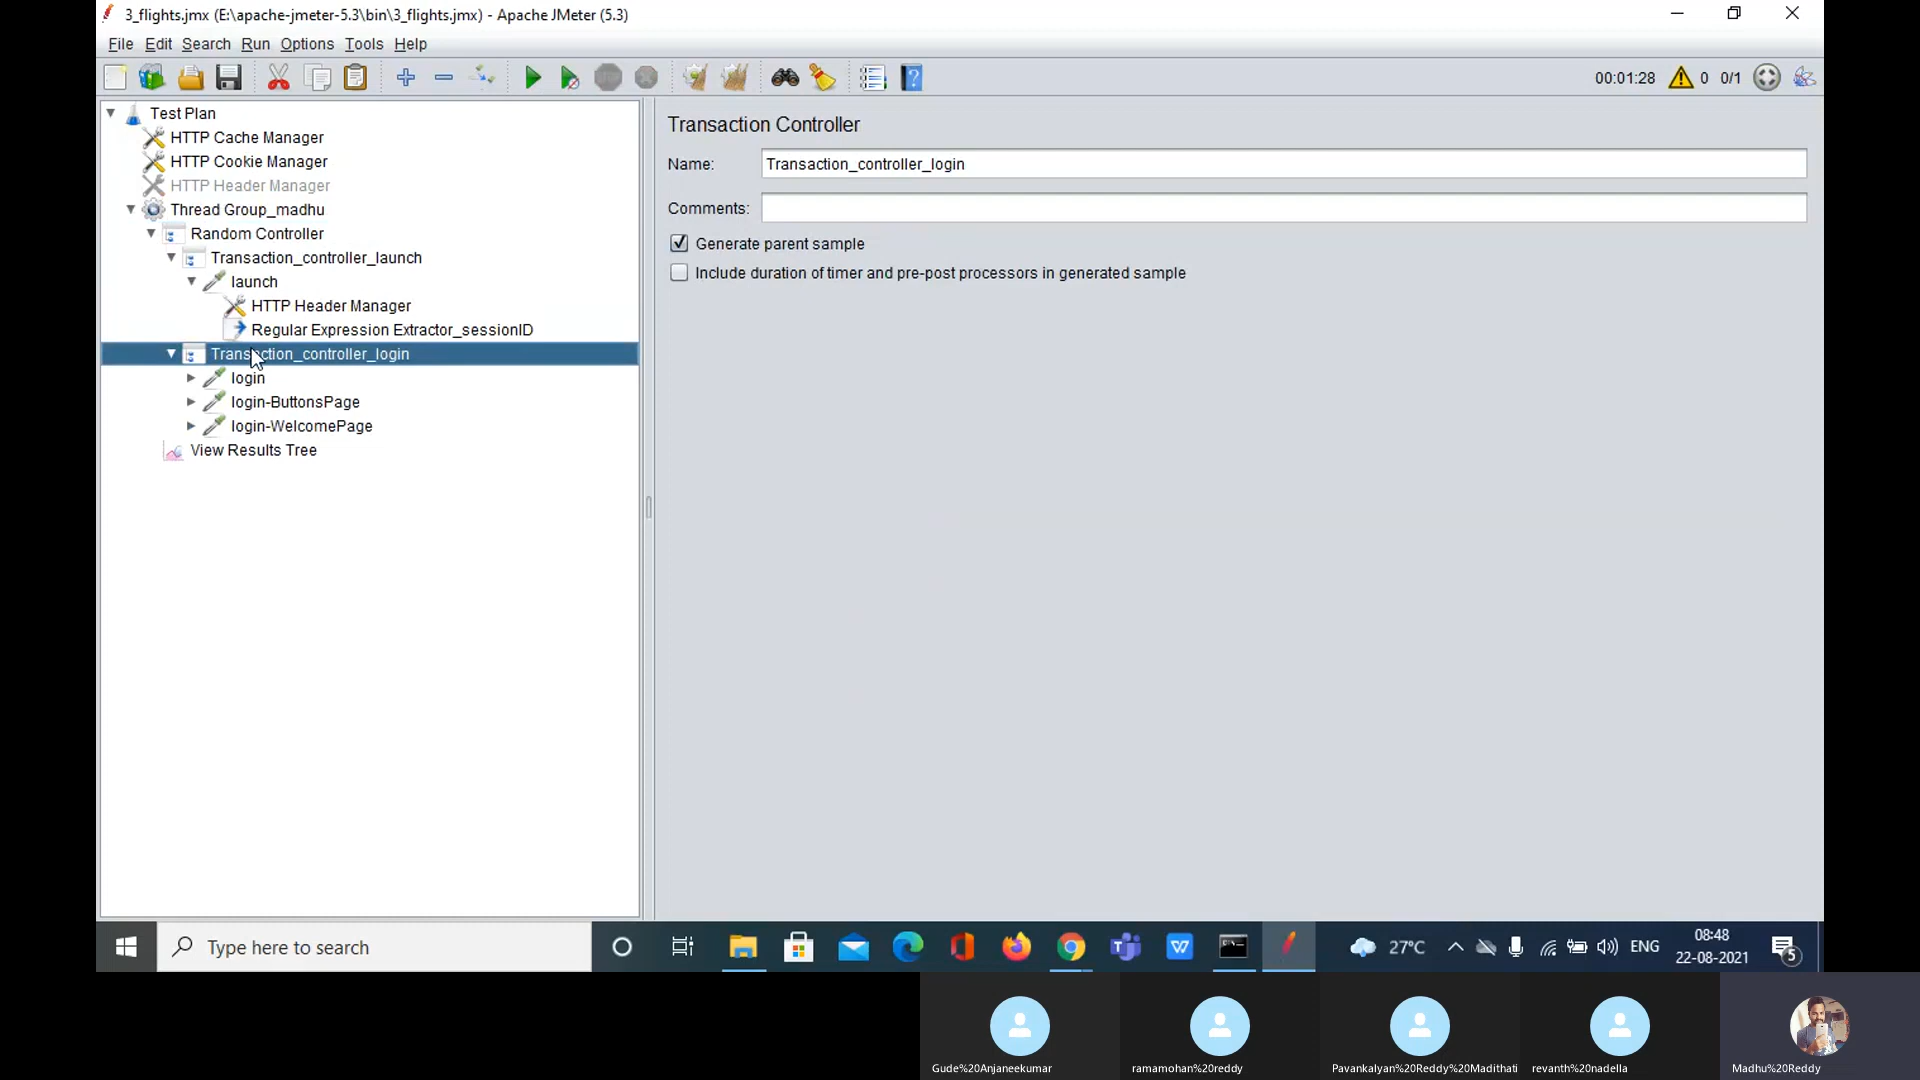 3_flights.jmx (E:\apache-jmeter-5.3\bin\3_flights.jmx) - Apache JMeter (5.3)
File Edit Search Run Options Tools Help
00:01:28 0 0/1
Test Plan
HTTP Cache Manager
HTTP Cookie Manager
HTTP Header Manager
Thread Group_madhu
Random Controller
Transaction_controller_launch
launch
HTTP Header Manager
Regular Expression Extractor_sessionID
Transaction_controller_login
login
login-ButtonsPage
login-WelcomePage
View Results Tree
Transaction Controller
Name: Transaction_controller_login
Comments:
Generate parent sample
Include duration of timer and pre-post processors in generated sample
Type here to search
27°C
ENG
08:48
22-08-2021
5
Gude%20Anjaneekumar
ramamohan%20reddy
Pavankalyan%20Reddy%20Madithati
revanth%20nadella
Madhu%20Reddy